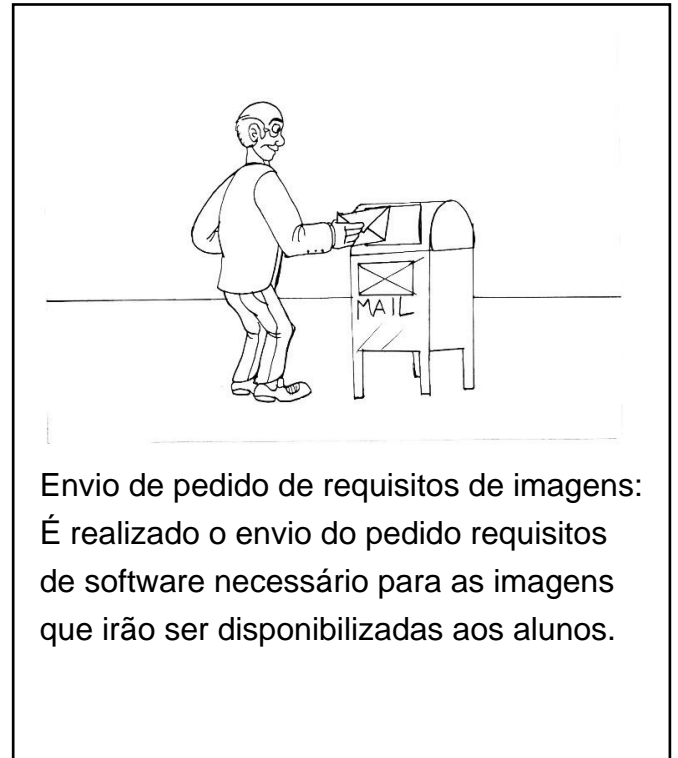 MAIL
Envio de pedido de requisitos de imagens:
É realizado o envio do pedido requisitos
de software necessário para as imagens
que irão ser disponibilizadas aos alunos.